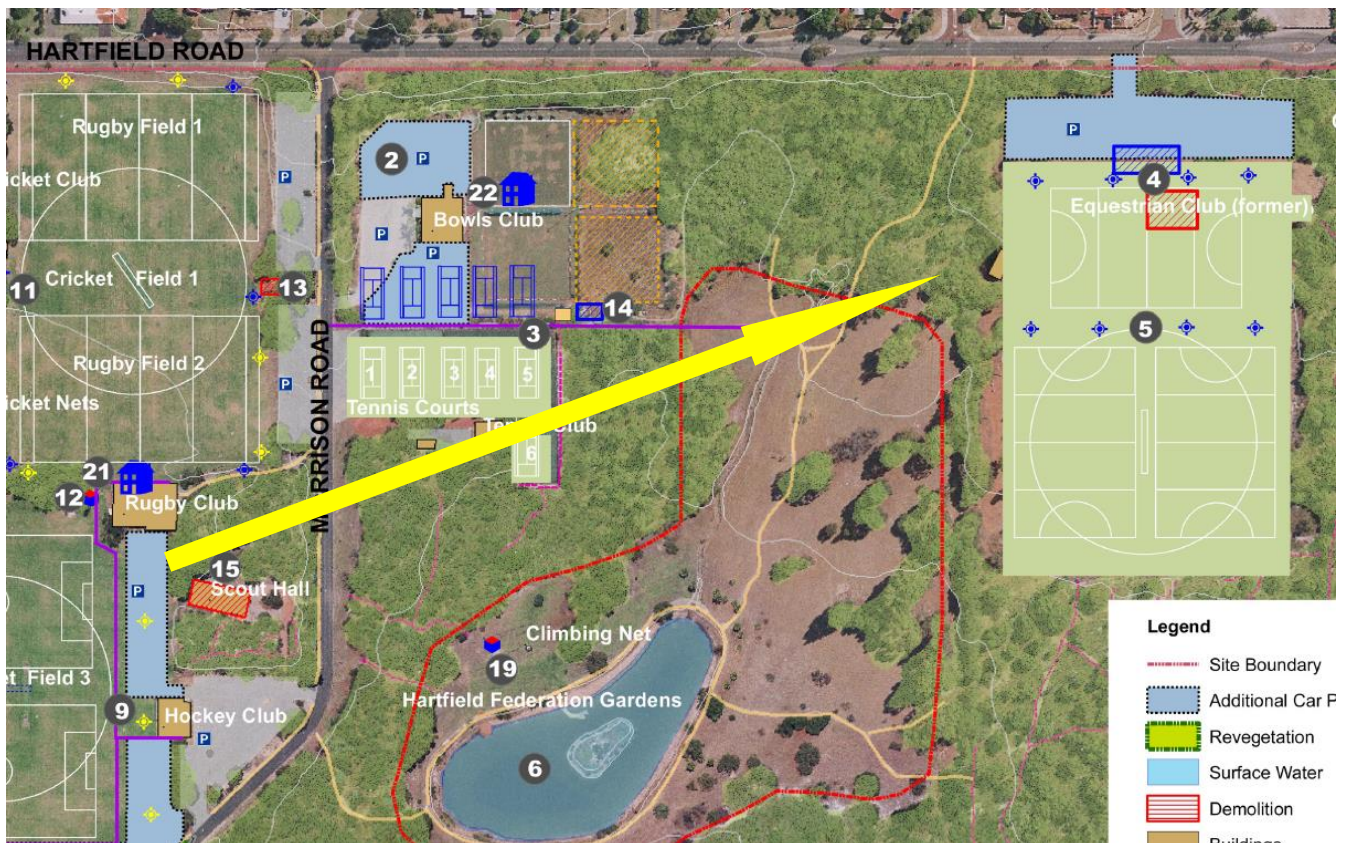 HARTFIELD ROAD
Rugby Field 1
P
2
P
P
4
icket Club
22
Bowls Club
Equestrian Club (former)
P
P
P
11
Cricket Field 1
13
14
3
5
MORRISON ROAD
Rugby Field 2
1 2 3 4 5
P
icket Nets
Tennis Courts
Tennis Club
6
21
12
Rugby Club
15
Scout Hall
P
Climbing Net
19
et Field 3
Hartfield Federation Gardens
9
Hockey Club
P
6
Legend
Site Boundary
Additional Car P
Revegetation
Surface Water
Demolition
Buildings